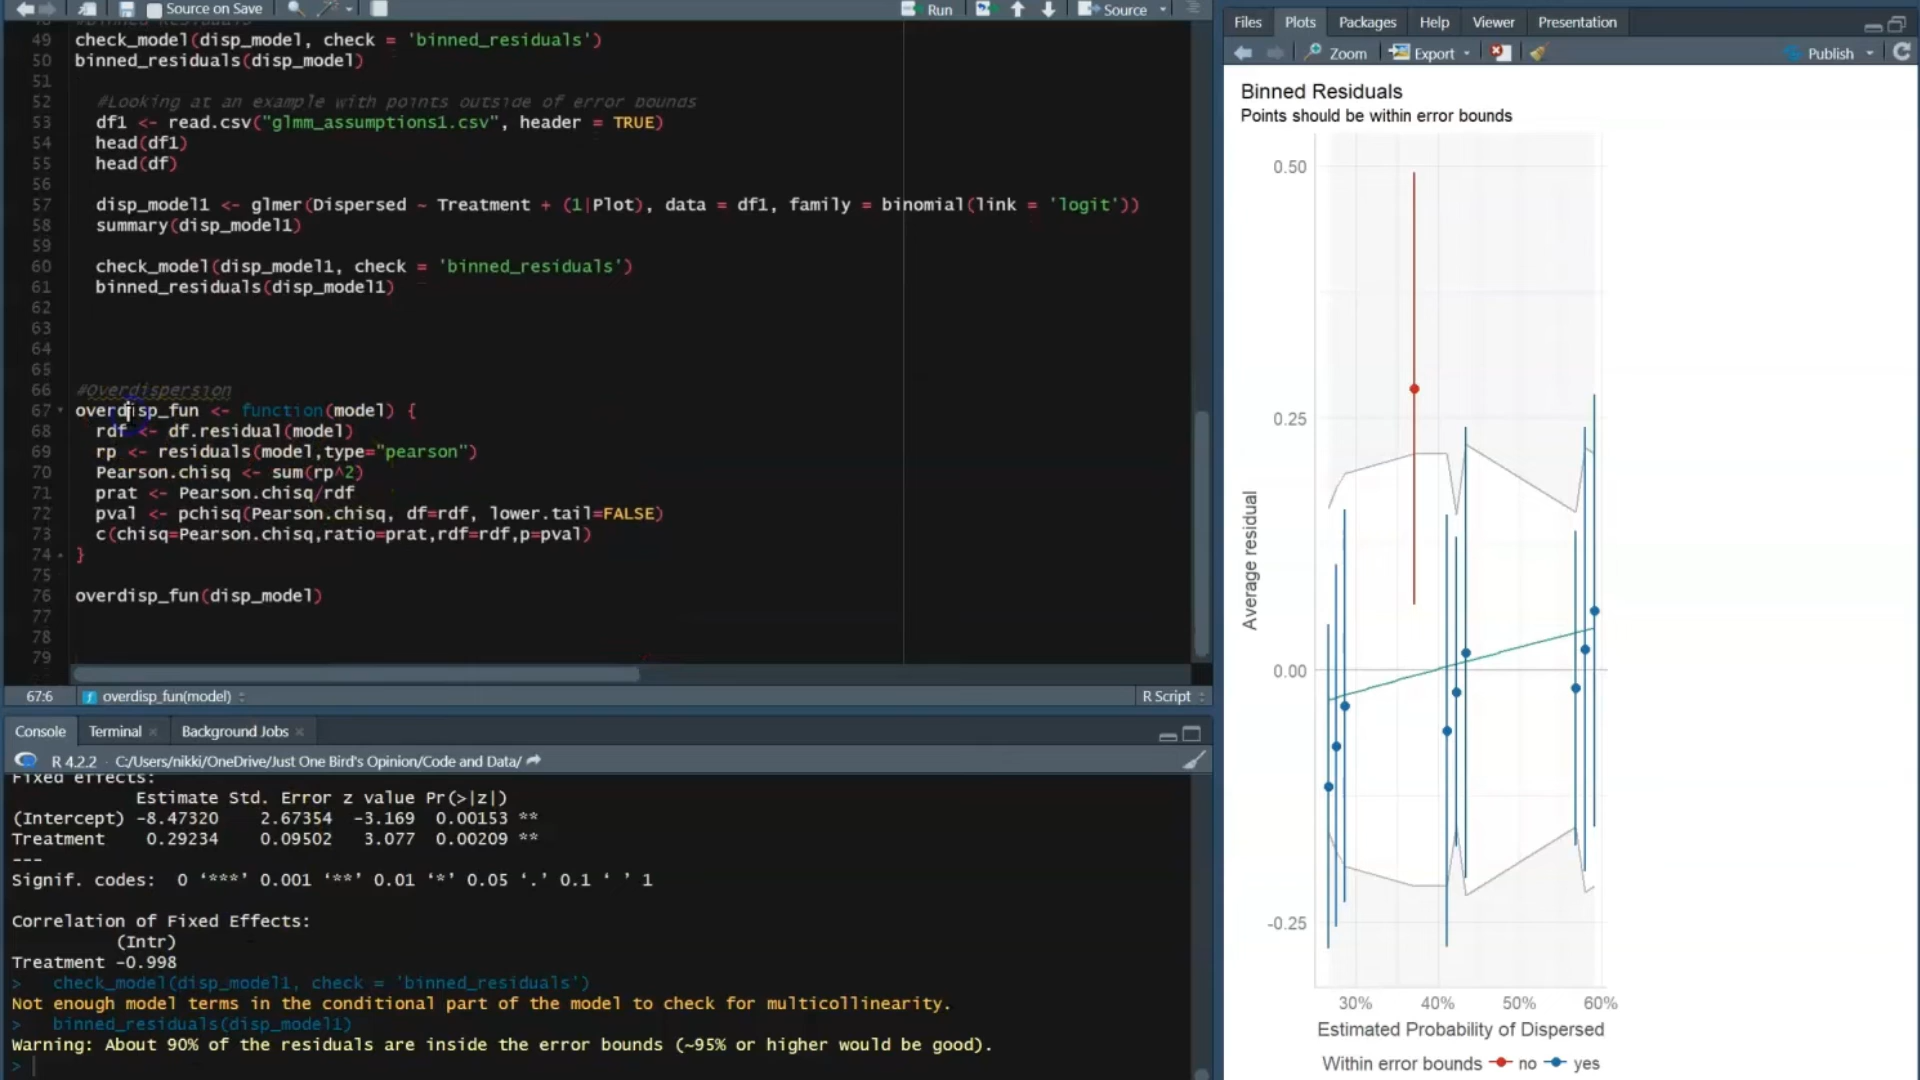 Source on Save
Run
Source
48 #Binned Residuals
49 check_model(disp_model, check = 'binned_residuals')
50 binned_residuals(disp_model)
51
52 #Looking at an example with points outside of error bounds
53 df1 <- read.csv("glmm_assumptions1.csv", header = TRUE)
54 head(df1)
55 head(df)
56
57 disp_model1 <- glmer(Dispersed ~ Treatment + (1|Plot), data = df1, family = binomial(link = 'logit'))
58 summary(disp_model1)
59
60 check_model(disp_model1, check = 'binned_residuals')
61 binned_residuals(disp_model1)
62
63
64
65
66 #Overdispersion
67 overdisp_fun <- function(model) {
68 rdf <- df.residual(model)
69 rp <- residuals(model,type="pearson")
70 Pearson.chisq <- sum(rp^2)
71 prat <- Pearson.chisq/rdf
72 pval <- pchisq(Pearson.chisq, df=rdf, lower.tail=FALSE)
73 c(chisq=Pearson.chisq,ratio=prat,rdf=rdf,p=pval)
74 }
75
76 overdisp_fun(disp_model)
77
78
79
67:6 overdisp_fun(model) R Script
Console Terminal Background Jobs
R 4.2.2 · C:/Users/nikki/OneDrive/Just One Bird's Opinion/Code and Data/
Fixed effects:
Estimate Std. Error z value Pr(>|z|)
(Intercept) -8.47320 2.67354 -3.169 0.00153 **
Treatment 0.29234 0.09502 3.077 0.00209 **
---
Signif. codes: 0 ‘***’ 0.001 ‘**’ 0.01 ‘*’ 0.05 ‘.’ 0.1 ‘ ’ 1
Correlation of Fixed Effects:
(Intr)
Treatment -0.998
> check_model(disp_model1, check = 'binned_residuals')
Not enough model terms in the conditional part of the model to check for multicollinearity.
> binned_residuals(disp_model1)
Warning: About 90% of the residuals are inside the error bounds (~95% or higher would be good).
>
Files Plots Packages Help Viewer Presentation
Zoom Export Publish
Binned Residuals
Points should be within error bounds
0.50
0.25
0.00
-0.25
Average residual
30% 40% 50% 60%
Estimated Probability of Dispersed
Within error bounds no yes